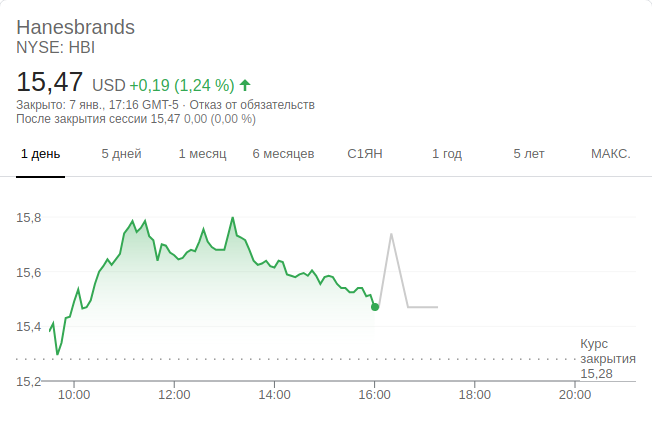 Hanesbrands
NYSE: HBI
15,47 USD +0,19 (1,24 %)
Закрыто: 7 янв., 17:16 GMT-5 · Отказ от обязательств
После закрытия сессии 15,47 0,00 (0,00 %)
1 день 5 дней 1 месяц 6 месяцев С1ЯН 1 год 5 лет МАКС.
15,8
15,6
15,4
Курс
закрытия
15,28
15,2
10:00 12:00 14:00 16:00 18:00 20:00